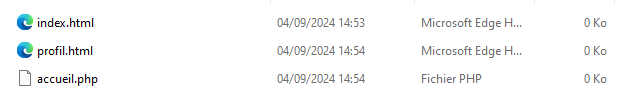 index.html 04/09/2024 14:53 Microsoft Edge H... 0 Ko
profil.html 04/09/2024 14:54 Microsoft Edge H... 0 Ko
accueil.php 04/09/2024 14:54 Fichier PHP 0 Ko